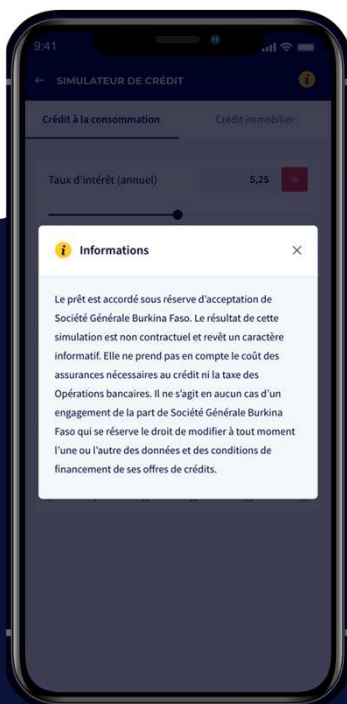 9:41
← SIMULATEUR DE CRÉDIT i
Crédit à la consommation Crédit immobilier
Taux d'intérêt (annuel) 5,25 %
i Informations ×
Le prêt est accordé sous réserve d'acceptation de
Société Générale Burkina Faso. Le résultat de cette
simulation est non contractuel et revêt un caractère
informatif. Elle ne prend pas en compte le coût des
assurances nécessaires au crédit ni la taxe des
Opérations bancaires. Il ne s'agit en aucun cas d'un
engagement de la part de Société Générale Burkina
Faso qui se réserve le droit de modifier à tout moment
l'une ou l'autre des données et des conditions de
financement de ses offres de crédits.